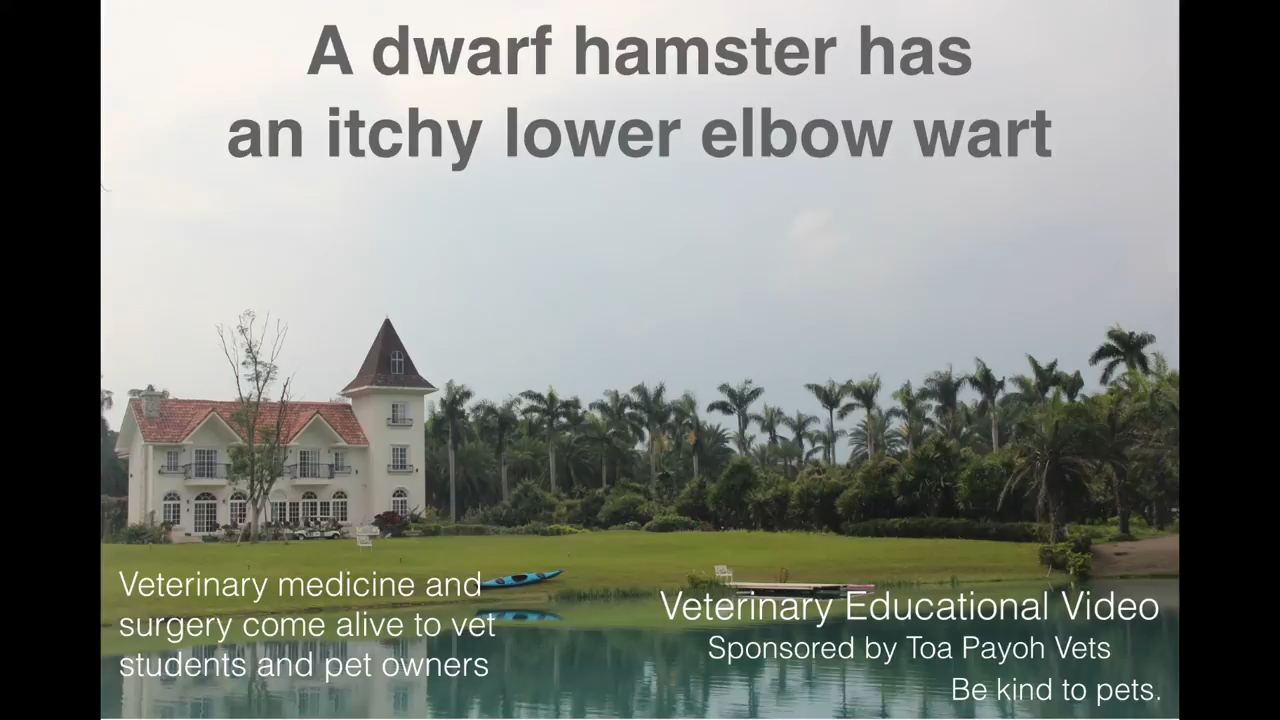 A dwarf hamster has
an itchy lower elbow wart
Veterinary medicine and
surgery come alive to vet
students and pet owners
Veterinary Educational Video
Sponsored by Toa Payoh Vets
Be kind to pets.